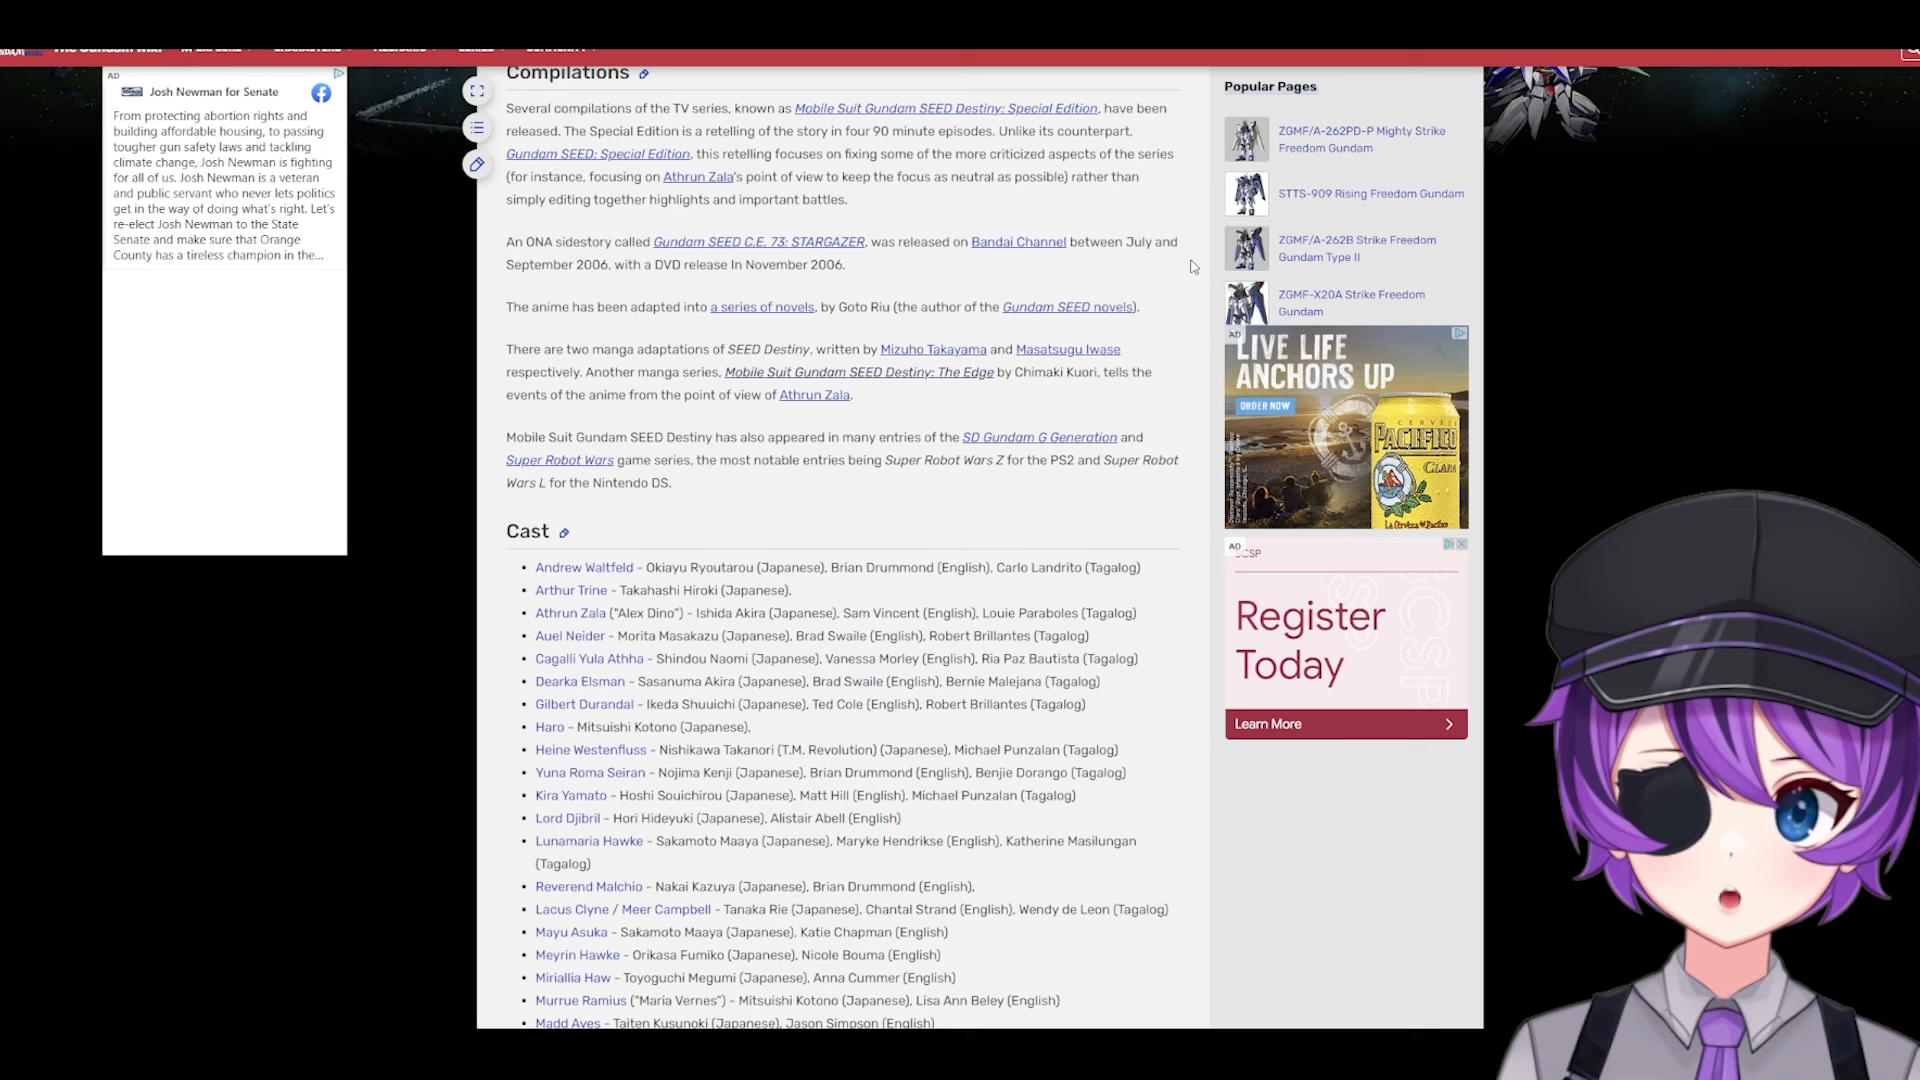 The Gundam Wiki
EXPLORE
CHARACTERS
MECHANICS
SERIES
COMMUNITY
AD
Josh Newman for Senate
From protecting abortion rights and
building affordable housing, to passing
tougher gun safety laws and tackling
climate change, Josh Newman is fighting
for all of us. Josh Newman is a veteran
and public servant who never lets politics
get in the way of doing what's right. Let's
re-elect Josh Newman to the State
Senate and make sure that Orange
County has a tireless champion in the...
Compilations
Several compilations of the TV series, known as Mobile Suit Gundam SEED Destiny: Special Edition, have been
released. The Special Edition is a retelling of the story in four 90 minute episodes. Unlike its counterpart,
Gundam SEED: Special Edition, this retelling focuses on fixing some of the more criticized aspects of the series
(for instance, focusing on Athrun Zala's point of view to keep the focus as neutral as possible) rather than
simply editing together highlights and important battles.
An ONA sidestory called Gundam SEED C.E. 73: STARGAZER, was released on Bandai Channel between July and
September 2006, with a DVD release In November 2006.
The anime has been adapted into a series of novels, by Goto Riu (the author of the Gundam SEED novels).
There are two manga adaptations of SEED Destiny, written by Mizuho Takayama and Masatsugu Iwase
respectively. Another manga series, Mobile Suit Gundam SEED Destiny: The Edge by Chimaki Kuori, tells the
events of the anime from the point of view of Athrun Zala.
Mobile Suit Gundam SEED Destiny has also appeared in many entries of the SD Gundam G Generation and
Super Robot Wars game series, the most notable entries being Super Robot Wars Z for the PS2 and Super Robot
Wars L for the Nintendo DS.
Cast
Andrew Waltfeld - Okiayu Ryoutarou (Japanese), Brian Drummond (English), Carlo Landrito (Tagalog)
Arthur Trine - Takahashi Hiroki (Japanese),
Athrun Zala ("Alex Dino") - Ishida Akira (Japanese), Sam Vincent (English), Louie Paraboles (Tagalog)
Auel Neider - Morita Masakazu (Japanese), Brad Swaile (English), Robert Brillantes (Tagalog)
Cagalli Yula Athha - Shindou Naomi (Japanese), Vanessa Morley (English), Ria Paz Bautista (Tagalog)
Dearka Elsman - Sasanuma Akira (Japanese), Brad Swaile (English), Bernie Malejana (Tagalog)
Gilbert Durandal - Ikeda Shuuichi (Japanese), Ted Cole (English), Robert Brillantes (Tagalog)
Haro - Mitsuishi Kotono (Japanese),
Heine Westenfluss - Nishikawa Takanori (T.M. Revolution) (Japanese), Michael Punzalan (Tagalog)
Yuna Roma Seiran - Nojima Kenji (Japanese), Brian Drummond (English), Benjie Dorango (Tagalog)
Kira Yamato - Hoshi Souichirou (Japanese), Matt Hill (English), Michael Punzalan (Tagalog)
Lord Djibril - Hori Hideyuki (Japanese), Alistair Abell (English)
Lunamaria Hawke - Sakamoto Maaya (Japanese), Maryke Hendrikse (English), Katherine Masilungan
(Tagalog)
Reverend Malchio - Nakai Kazuya (Japanese), Brian Drummond (English),
Lacus Clyne / Meer Campbell - Tanaka Rie (Japanese), Chantal Strand (English), Wendy de Leon (Tagalog)
Mayu Asuka - Sakamoto Maaya (Japanese), Katie Chapman (English)
Meyrin Hawke - Orikasa Fumiko (Japanese), Nicole Bouma (English)
Miriallia Haw - Toyoguchi Megumi (Japanese), Anna Cummer (English)
Murrue Ramius ("Maria Vernes") - Mitsuishi Kotono (Japanese), Lisa Ann Beley (English)
Madd Aves - Taiten Kusunoki (Japanese), Jason Simpson (English)
Popular Pages
ZGMF/A-262PD-P Mighty Strike
Freedom Gundam
STTS-909 Rising Freedom Gundam
ZGMF/A-262B Strike Freedom
Gundam Type II
ZGMF-X20A Strike Freedom
Gundam
AD
LIVE LIFE
ANCHORS UP
ORDER NOW
CERVEZA
PACIFICO
CLARA
La Cerveza del Pacifico
AD
SCSP
Register
Today
Learn More